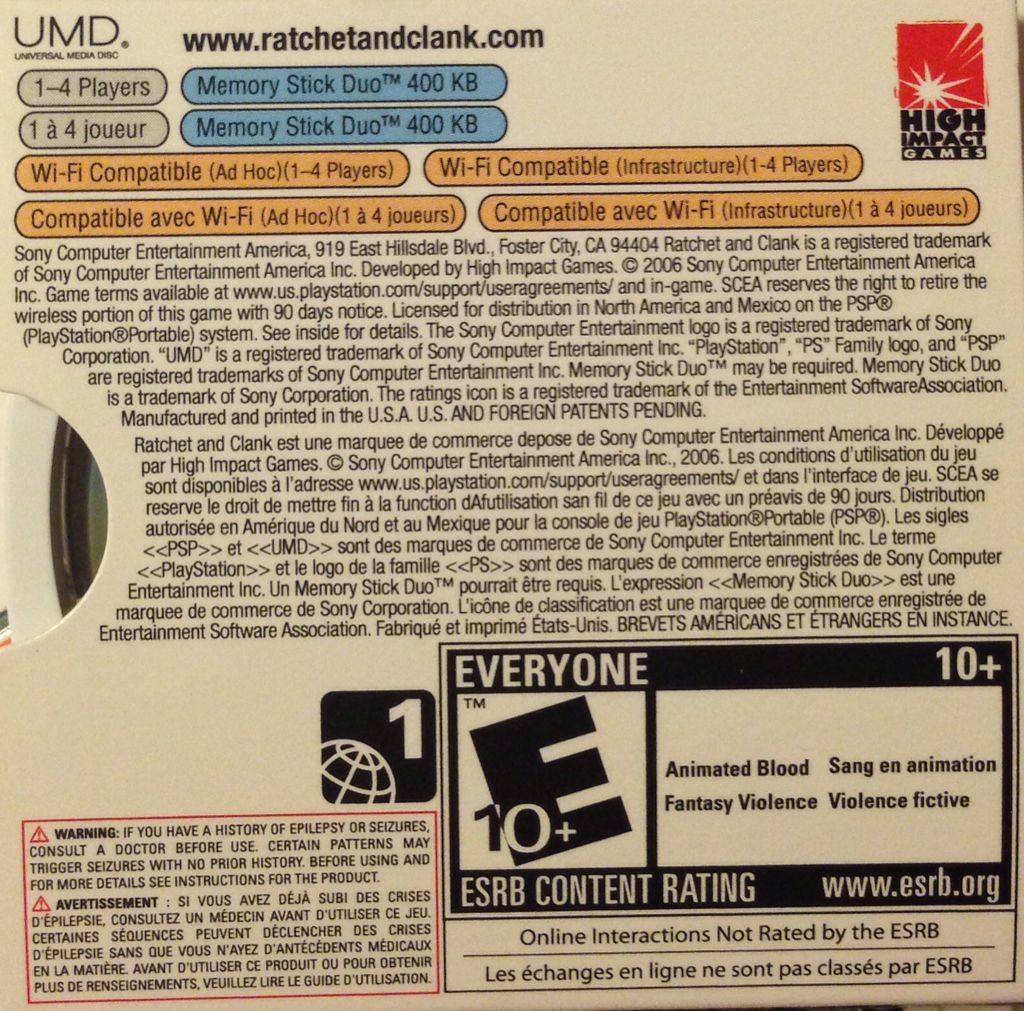 UMD®
UNIVERSAL MEDIA DISC
www.ratchetandclank.com
1–4 Players
Memory Stick Duo™ 400 KB
1 à 4 joueur
Memory Stick Duo™ 400 KB
HIGH
IMPACT
GAMES
Wi-Fi Compatible (Ad Hoc)(1–4 Players)
Wi-Fi Compatible (Infrastructure)(1-4 Players)
Compatible avec Wi-Fi (Ad Hoc)(1 à 4 joueurs)
Compatible avec Wi-Fi (Infrastructure)(1 à 4 joueurs)
Sony Computer Entertainment America, 919 East Hillsdale Blvd., Foster City, CA 94404 Ratchet and Clank is a registered trademark
of Sony Computer Entertainment America Inc. Developed by High Impact Games. © 2006 Sony Computer Entertainment America
Inc. Game terms available at www.us.playstation.com/support/useragreements/ and in-game. SCEA reserves the right to retire the
wireless portion of this game with 90 days notice. Licensed for distribution in North America and Mexico on the PSP®
(PlayStation®Portable) system. See inside for details. The Sony Computer Entertainment logo is a registered trademark of Sony
Corporation. “UMD” is a registered trademark of Sony Computer Entertainment Inc. “PlayStation”, “PS” Family logo, and “PSP”
are registered trademarks of Sony Computer Entertainment Inc. Memory Stick Duo™ may be required. Memory Stick Duo
is a trademark of Sony Corporation. The ratings icon is a registered trademark of the Entertainment SoftwareAssociation.
Manufactured and printed in the U.S.A. U.S. AND FOREIGN PATENTS PENDING.
Ratchet and Clank est une marquee de commerce depose de Sony Computer Entertainment America Inc. Développé
par High Impact Games. © Sony Computer Entertainment America Inc., 2006. Les conditions d'utilisation du jeu
sont disponibles à l'adresse www.us.playstation.com/support/useragreements/ et dans l'interface de jeu. SCEA se
reserve le droit de mettre fin à la function dAfutilisation san fil de ce jeu avec un préavis de 90 jours. Distribution
autorisée en Amérique du Nord et au Mexique pour la console de jeu PlayStation®Portable (PSP®). Les sigles
<<PSP>> et <<UMD>> sont des marques de commerce de Sony Computer Entertainment Inc. Le terme
<<PlayStation>> et le logo de la famille <<PS>> sont des marques de commerce enregistrées de Sony Computer
Entertainment Inc. Un Memory Stick Duo™ pourrait être requis. L'expression <<Memory Stick Duo>> est une
marquee de commerce de Sony Corporation. L'icône de classification est une marquee de commerce enregistrée de
Entertainment Software Association. Fabriqué et imprimé États-Unis. BREVETS AMÉRICANS ET ÉTRANGERS EN INSTANCE.
1
EVERYONE 10+
™
E
10+
Animated Blood Sang en animation
Fantasy Violence Violence fictive
ESRB CONTENT RATING www.esrb.org
Online Interactions Not Rated by the ESRB
Les échanges en ligne ne sont pas classés par ESRB
WARNING: IF YOU HAVE A HISTORY OF EPILEPSY OR SEIZURES,
CONSULT A DOCTOR BEFORE USE. CERTAIN PATTERNS MAY
TRIGGER SEIZURES WITH NO PRIOR HISTORY. BEFORE USING AND
FOR MORE DETAILS SEE INSTRUCTIONS FOR THE PRODUCT.
AVERTISSEMENT : SI VOUS AVEZ DÉJÀ SUBI DES CRISES
D'ÉPILEPSIE, CONSULTEZ UN MÉDECIN AVANT D'UTILISER CE JEU.
CERTAINES SÉQUENCES PEUVENT DÉCLENCHER DES CRISES
D'ÉPILEPSIE SANS QUE VOUS N'AYEZ D'ANTÉCÉDENTS MÉDICAUX
EN LA MATIÈRE. AVANT D'UTILISER CE PRODUIT OU POUR OBTENIR
PLUS DE RENSEIGNEMENTS, VEUILLEZ LIRE LE GUIDE D'UTILISATION.